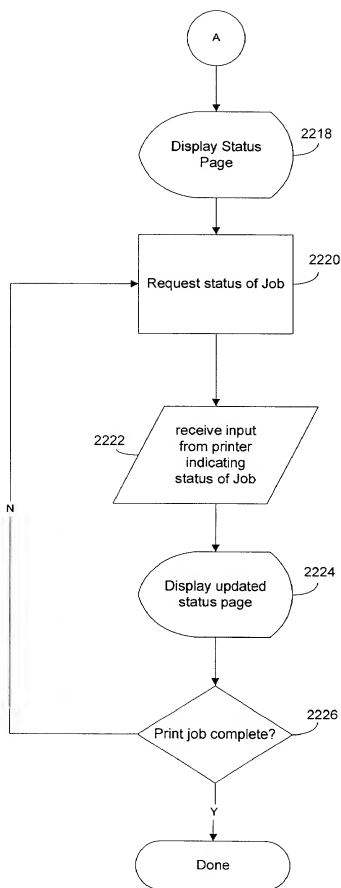 A
Display Status
Page
2218
Request status of Job
2220
receive input
from printer
indicating
status of Job
2222
Display updated
status page
2224
N
Print job complete?
2226
Y
Done